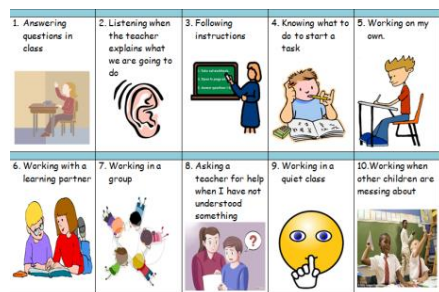 1. Answering
questions in
class
2. Listening when
the teacher
explains what
we are going to
do
3. Following
instructions
4. Knowing what to
do to start a
task
5. Working on my
own.
6. Working with a
learning partner
7. Working in a
group
8. Asking a
teacher for help
when I have not
understood
something
9. Working in a
quiet class
10.Working when
other children are
messing about